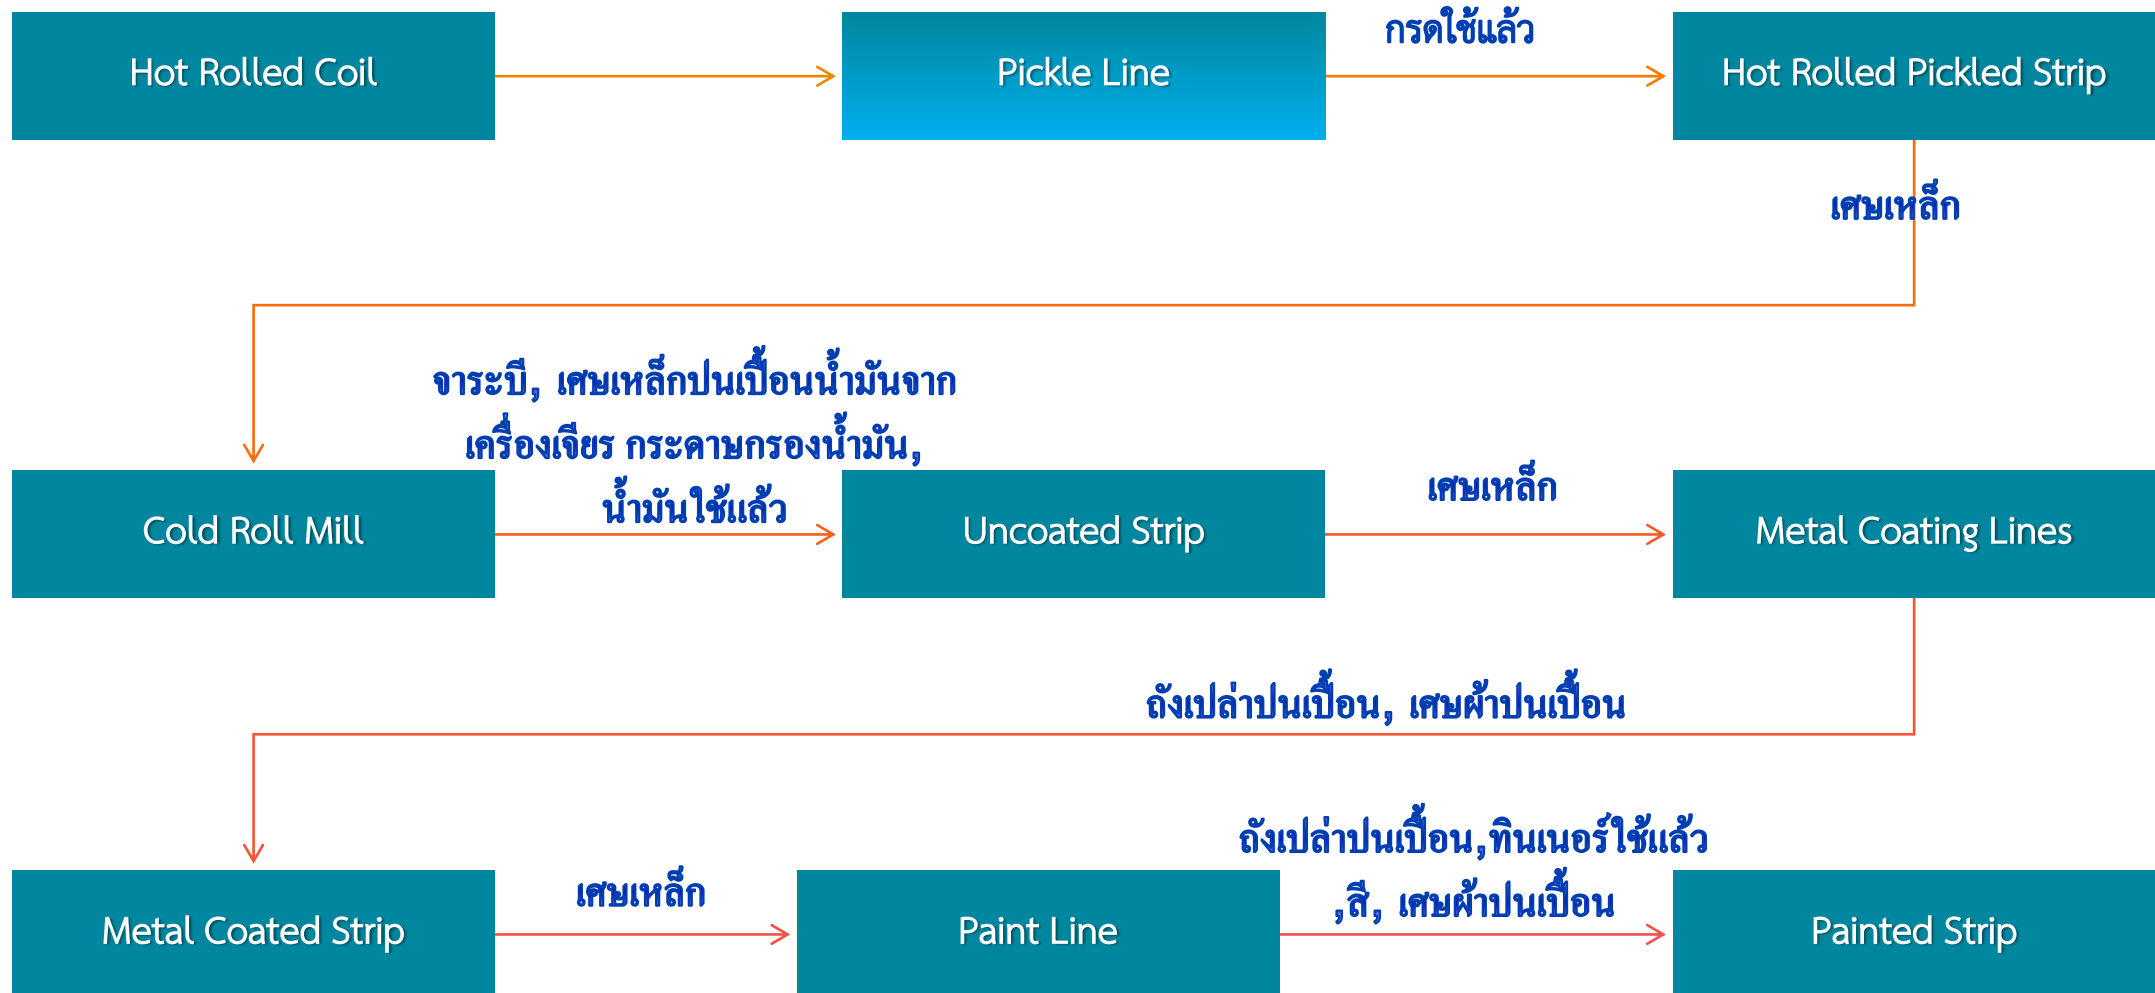 Hot Rolled Coil
Pickle Line
กรดใช้แล้ว
Hot Rolled Pickled Strip
เศษเหล็ก
จาระบี, เศษเหล็กปนเปื้อนน้ำมันจาก
เครื่องเจียร กระดาษกรองน้ำมัน,
น้ำมันใช้แล้ว
Cold Roll Mill
Uncoated Strip
เศษเหล็ก
Metal Coating Lines
ถังเปล่าปนเปื้อน, เศษผ้าปนเปื้อน
Metal Coated Strip
เศษเหล็ก
Paint Line
ถังเปล่าปนเปื้อน,ทินเนอร์ใช้แล้ว
,สี, เศษผ้าปนเปื้อน
Painted Strip